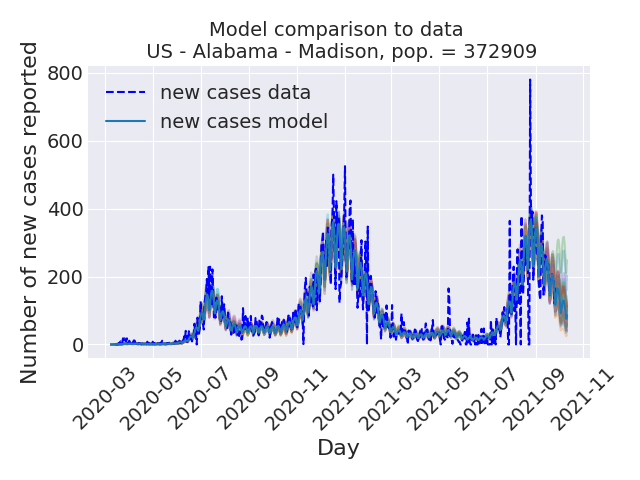 Model comparison to data
US - Alabama - Madison, pop. = 372909
Number of new cases reported
800
600
400
200
0
new cases data
new cases model
2020-03
2020-05
2020-07
2020-09
2020-11
2021-01
2021-03
2021-05
2021-07
2021-09
2021-11
Day